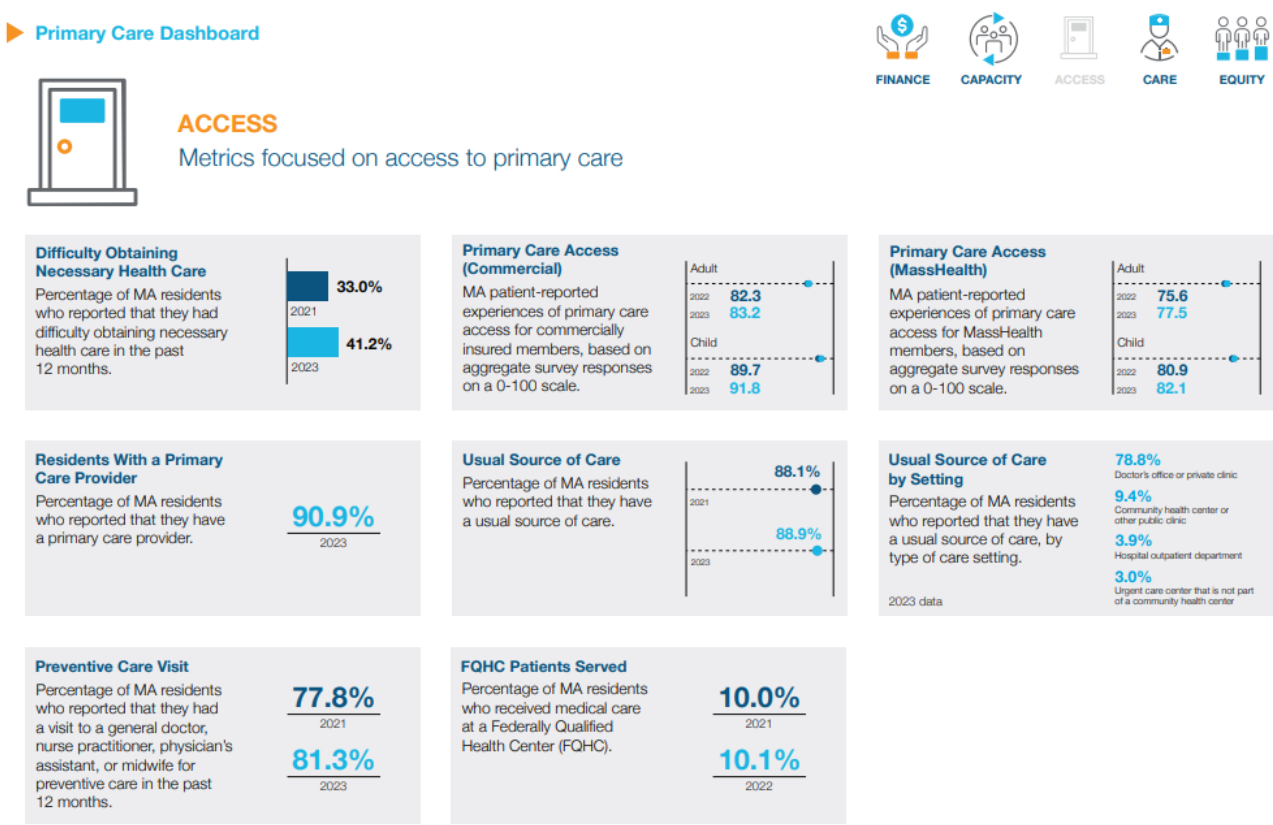 Primary Care Dashboard
FINANCE
CAPACITY
ACCESS
CARE
EQUITY
ACCESS
Metrics focused on access to primary care
Difficulty Obtaining
Necessary Health Care
Percentage of MA residents
who reported that they had
difficulty obtaining necessary
health care in the past
12 months.
33.0%
2021
41.2%
2023
Primary Care Access
(Commercial)
MA patient-reported
experiences of primary care
access for commercially
insured members, based on
aggregate survey responses
on a 0-100 scale.
Adult
2022 82.3
2023 83.2
Child
2022 89.7
2023 91.8
Primary Care Access
(MassHealth)
MA patient-reported
experiences of primary care
access for MassHealth
members, based on
aggregate survey responses
on a 0-100 scale.
Adult
2022 75.6
2023 77.5
Child
2022 80.9
2023 82.1
Residents With a Primary
Care Provider
Percentage of MA residents
who reported that they have
a primary care provider.
90.9%
2023
Usual Source of Care
Percentage of MA residents
who reported that they have
a usual source of care.
88.1%
2021
88.9%
2023
Usual Source of Care
by Setting
Percentage of MA residents
who reported that they have
a usual source of care, by
type of care setting.
2023 data
78.8%
Doctor's office or private clinic
9.4%
Community health center or
other public clinic
3.9%
Hospital outpatient department
3.0%
Urgent care center that is not part
of a community health center
Preventive Care Visit
Percentage of MA residents
who reported that they had
a visit to a general doctor,
nurse practitioner, physician's
assistant, or midwife for
preventive care in the past
12 months.
77.8%
2021
81.3%
2023
FQHC Patients Served
Percentage of MA residents
who received medical care
at a Federally Qualified
Health Center (FQHC).
10.0%
2021
10.1%
2022